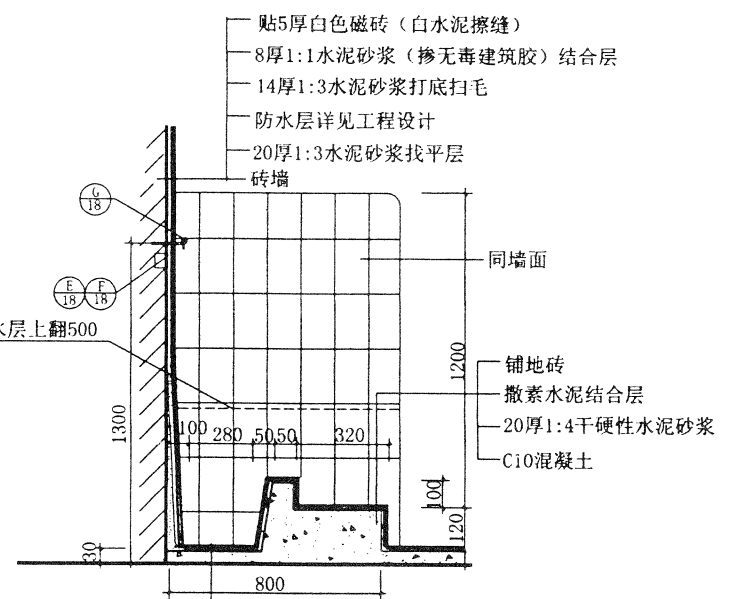 贴5厚白色磁砖（白水泥擦缝）
8厚1:1水泥砂浆（掺无毒建筑胶）结合层
14厚1:3水泥砂浆打底扫毛
防水层详见工程设计
20厚1:3水泥砂浆找平层
砖墙
G
18
同墙面
E F
18 18
水层上翻500
1200
铺地砖
撒素水泥结合层
20厚1:4干硬性水泥砂浆
C10混凝土
1300
100 280 50 50 320
100
120
30
800